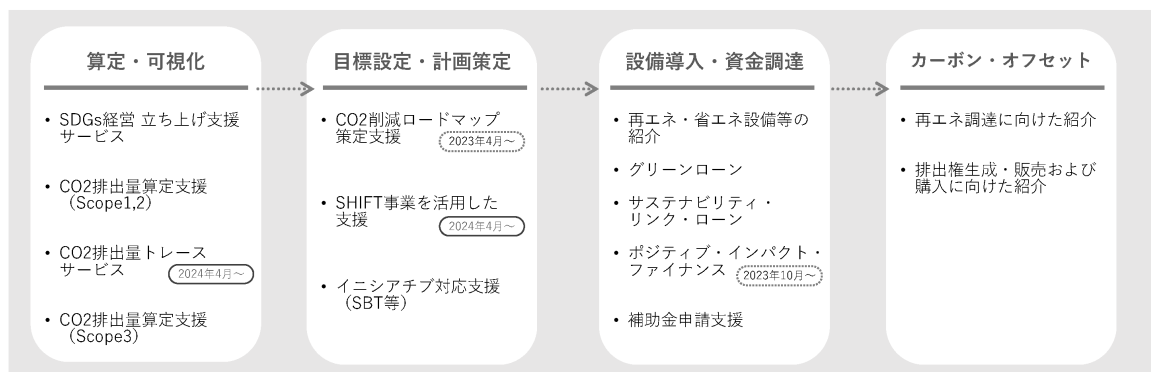 算定・可視化
• SDGs経営 立ち上げ支援
サービス
• CO2排出量算定支援
（Scope1,2）
• CO2排出量トレース
サービス
2024年4月～
• CO2排出量算定支援
（Scope3）
目標設定・計画策定
• CO2削減ロードマップ
策定支援
2023年4月～
• SHIFT事業を活用した
支援
2024年4月～
• イニシアチブ対応支援
（SBT等）
設備導入・資金調達
• 再エネ・省エネ設備等の
紹介
• グリーンローン
• サステナビリティ・
リンク・ローン
• ポジティブ・インパクト・
ファイナンス
2023年10月～
• 補助金申請支援
カーボン・オフセット
• 再エネ調達に向けた紹介
• 排出権生成・販売および
購入に向けた紹介